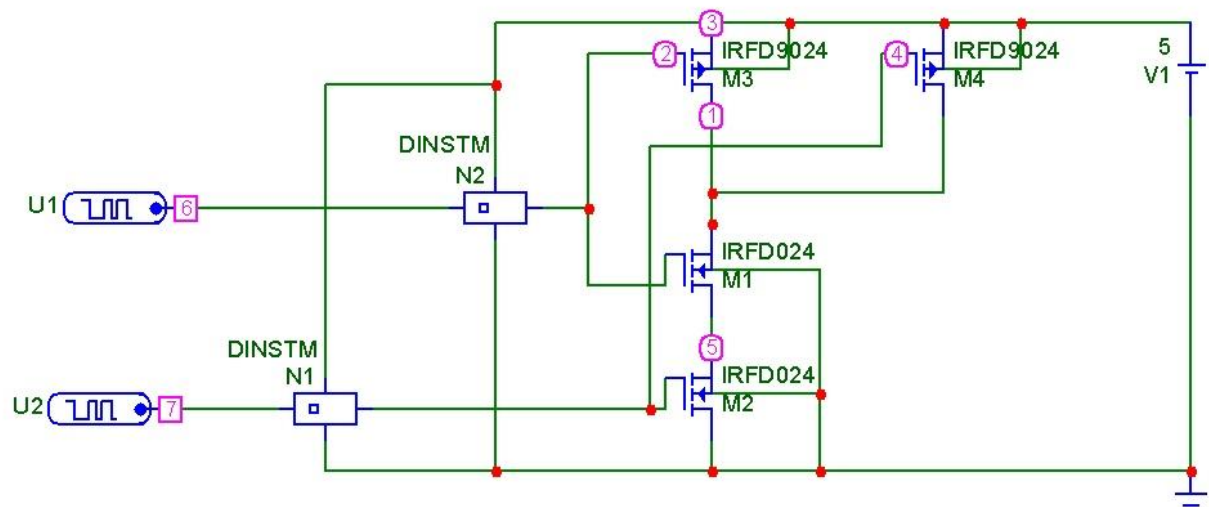 3
5
V1
2
IRFD9024
M3
4
IRFD9024
M4
1
DINSTM
N2
U1
6
IRFD024
M1
5
DINSTM
N1
IRFD024
M2
U2
7